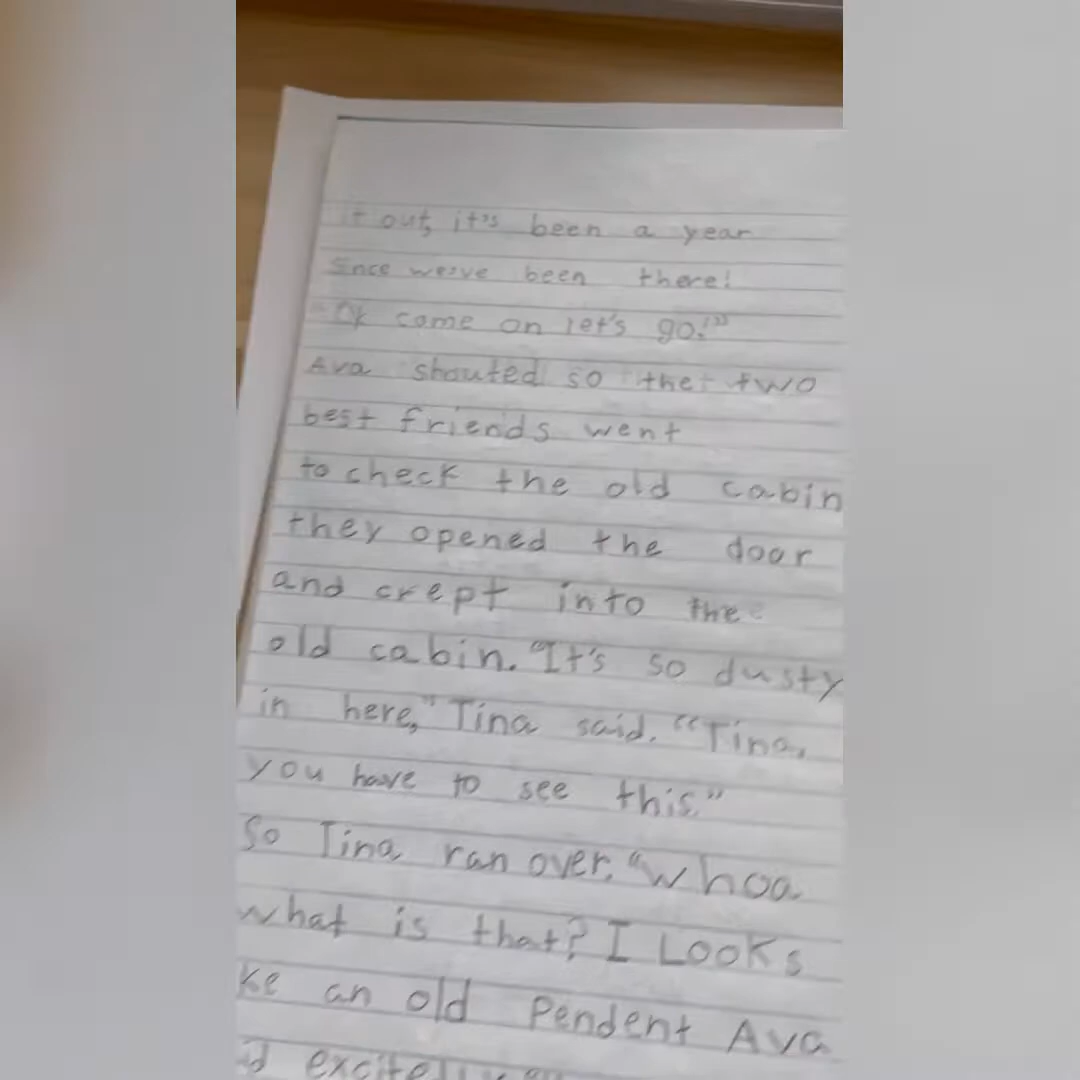 it out, it's been a year
since we've been there!
Ok come on let's go!"
Ava shouted so the two
best friends went
to check the old cabin
they opened the door
and crept into the
old cabin. "It's so dusty
in here," Tina said. "Tina,
you have to see this."
So Tina ran over. "Whoa
what is that? I Looks
ke an old Pendent Ava